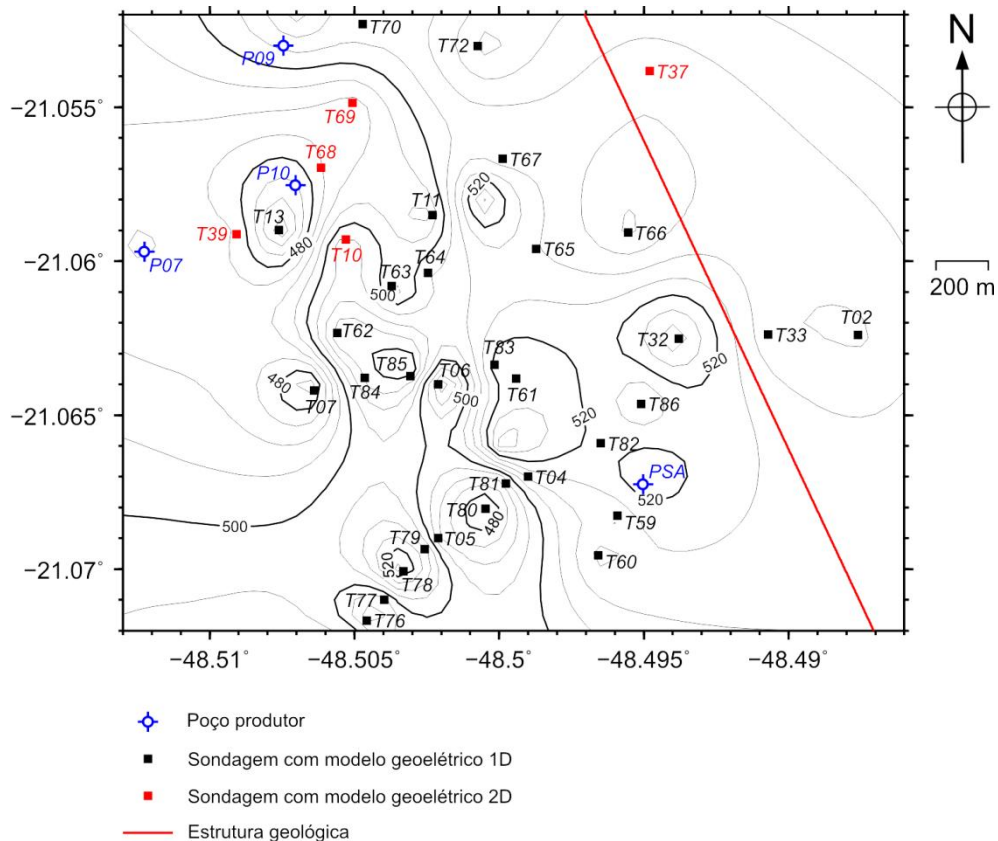 T70
P09
T72
N
T37
−21.055°
T69
T68
T67
P10
520
T11
T13
T39
480
T10
T66
T65
P07
−21.06°
T64
T63
500
200 m
T62
T83
T32
T33
T02
T85
T06
520
480
T84
T61
T07
500
T86
−21.065°
520
T82
PSA
T81
T04
520
T80
480
T59
500
T79
T05
T60
520
T78
−21.07°
T77
T76
−48.51°
−48.505°
−48.5°
−48.495°
−48.49°
Poço produtor
Sondagem com modelo geoelétrico 1D
Sondagem com modelo geoelétrico 2D
Estrutura geológica